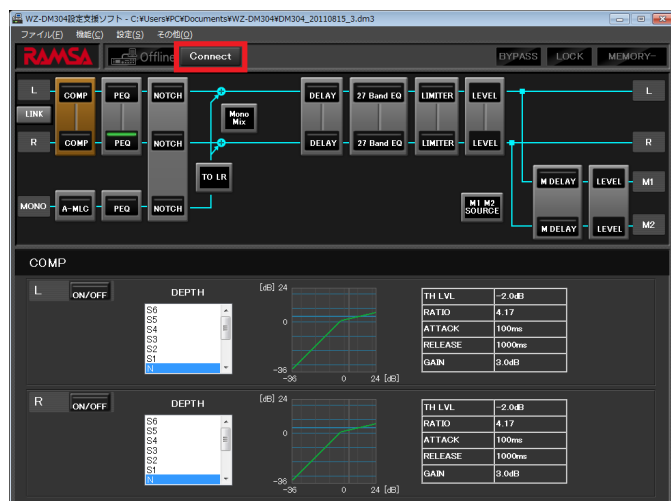 WZ-DM304設定支援ソフト - C:¥Users¥PC¥Documents¥WZ-DM304¥DM304_20110815_3.dm3
ファイル(F) 機能(C) 設定(S) その他(O)
RAMSA Offline Connect BYPASS LOCK MEMORY-
L COMP PEQ NOTCH DELAY 27 Band EQ LIMITER LEVEL L
LINK
Mono
Mix
R COMP PEQ NOTCH DELAY 27 Band EQ LIMITER LEVEL R
TO LR
M DELAY LEVEL M1
MONO A-MLC PEQ NOTCH
M1 M2
SOURCE
M DELAY LEVEL M2
COMP
L ON/OFF DEPTH
S6
S5
S4
S3
S2
S1
N
[dB] 24
0
-96
-96 0 24 [dB]
TH LVL -2.0dB
RATIO 4.17
ATTACK 100ms
RELEASE 1000ms
GAIN 3.0dB
R ON/OFF DEPTH
S6
S5
S4
S3
S2
S1
N
[dB] 24
0
-96
-96 0 24 [dB]
TH LVL -2.0dB
RATIO 4.17
ATTACK 100ms
RELEASE 1000ms
GAIN 3.0dB